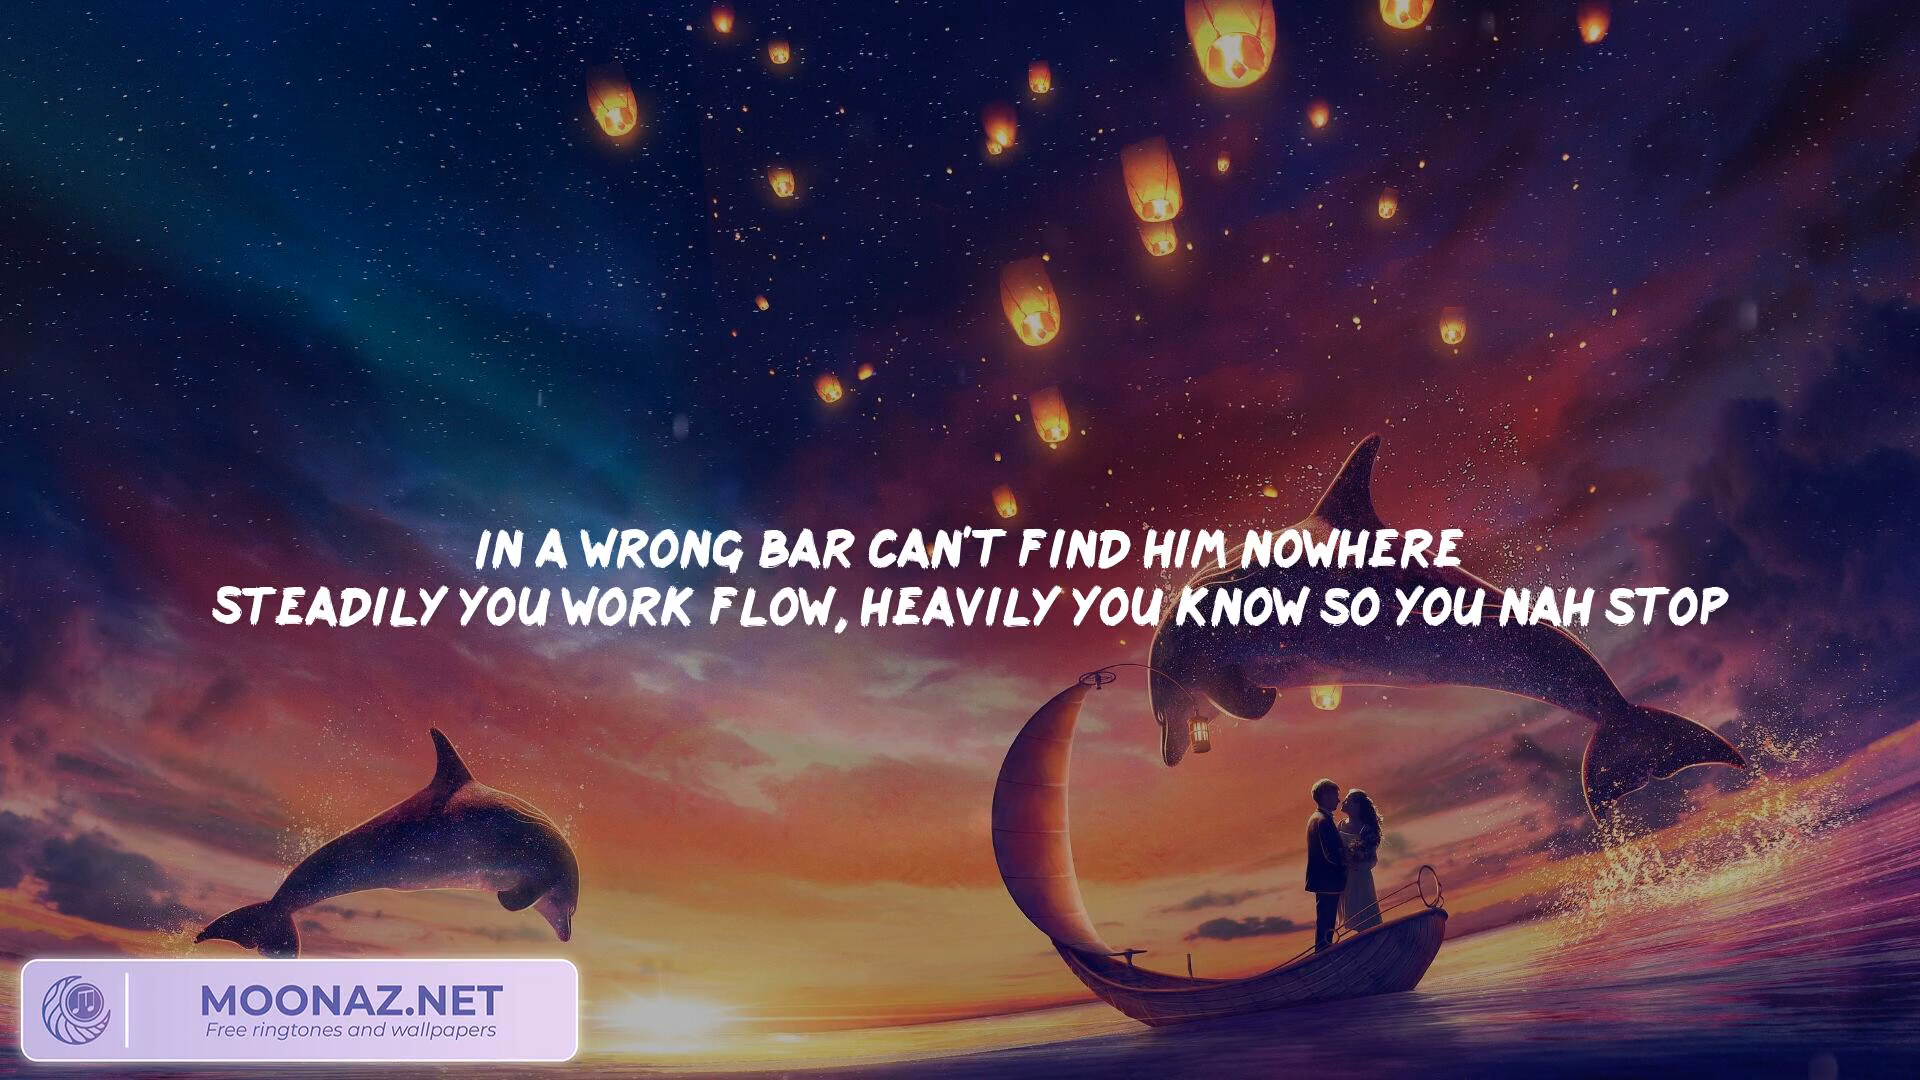 IN A WRONG BAR CAN'T FIND HIM NOWHERE
STEADILY YOU WORK FLOW, HEAVILY YOU KNOW SO YOU NAH STOP
MOONAZ.NET
Free ringtones and wallpapers